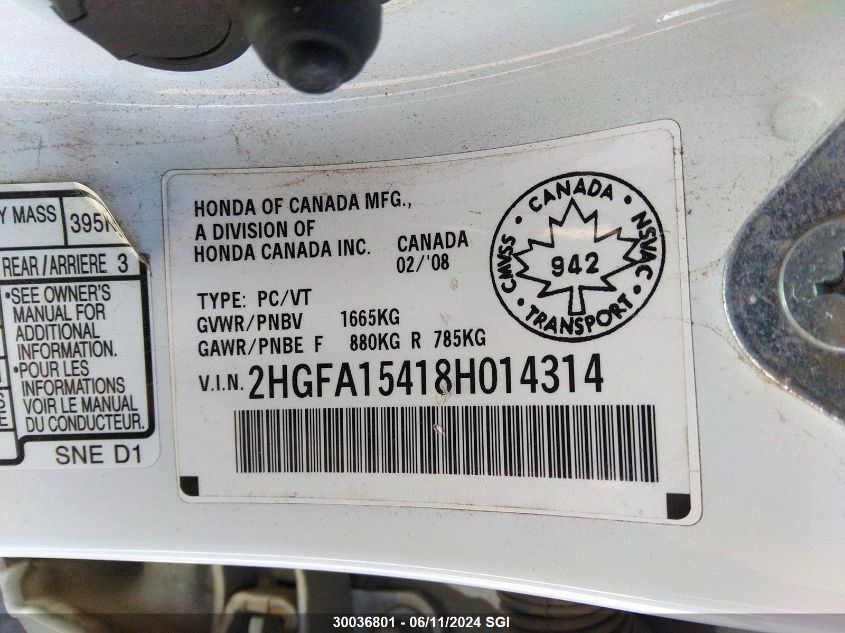 Y MASS 395K
REAR/ARRIERE 3
•SEE OWNER'S
MANUAL FOR
ADDITIONAL
INFORMATION.
•POUR LES
INFORMATIONS
VOIR LE MANUAL
DU CONDUCTEUR.
SNE D1
HONDA OF CANADA MFG.,
A DIVISION OF
HONDA CANADA INC.
CANADA
02/'08
TYPE: PC/VT
GVWR/PNBV 1665KG
GAWR/PNBE F 880KG R 785KG
V.I.N. 2HGFA15418H014314
CANADA
CMVSS • 942 • NSVAC
TRANSPORT
30036801 - 06/11/2024 SGI